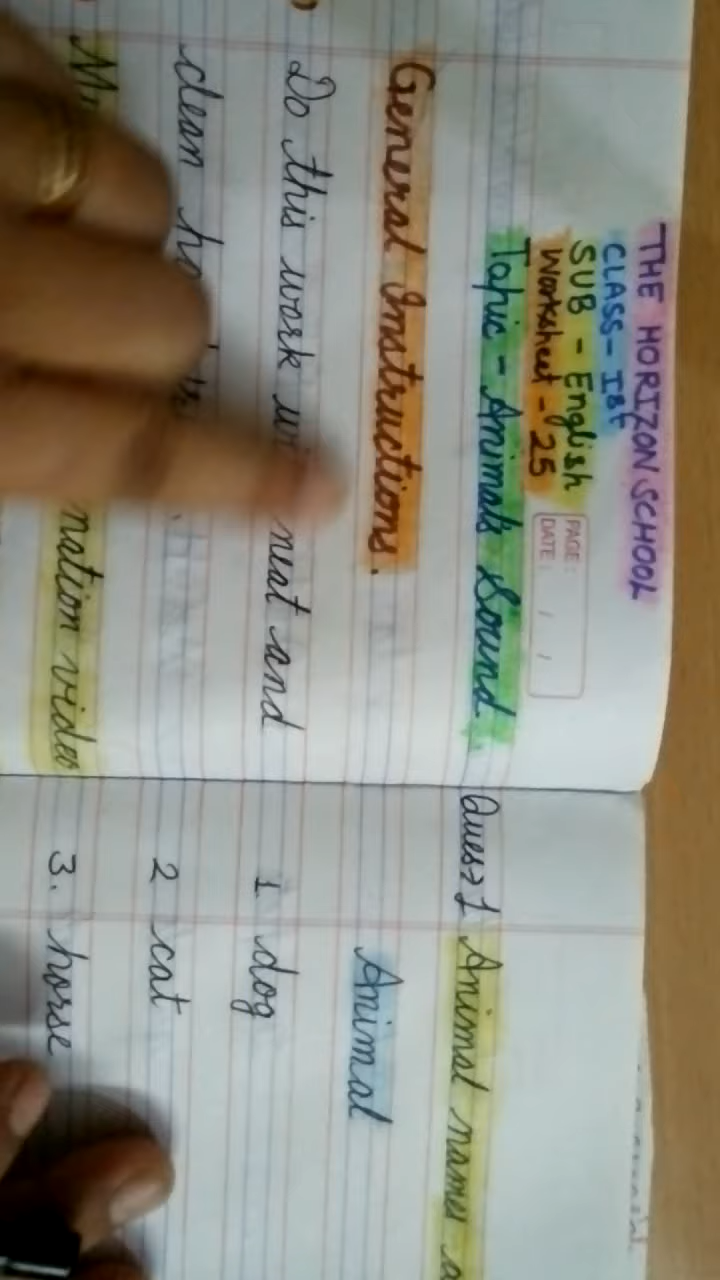 THE HORIZON SCHOOL
CLASS - Ist
SUB - English
Worksheet - 25
PAGE:
DATE: / /
Topic - Animals Sound
General Instructions.
Do this work neat and
clean
nation video
Ques→1 Animal names
Animal
1 dog
2 cat
3. horse